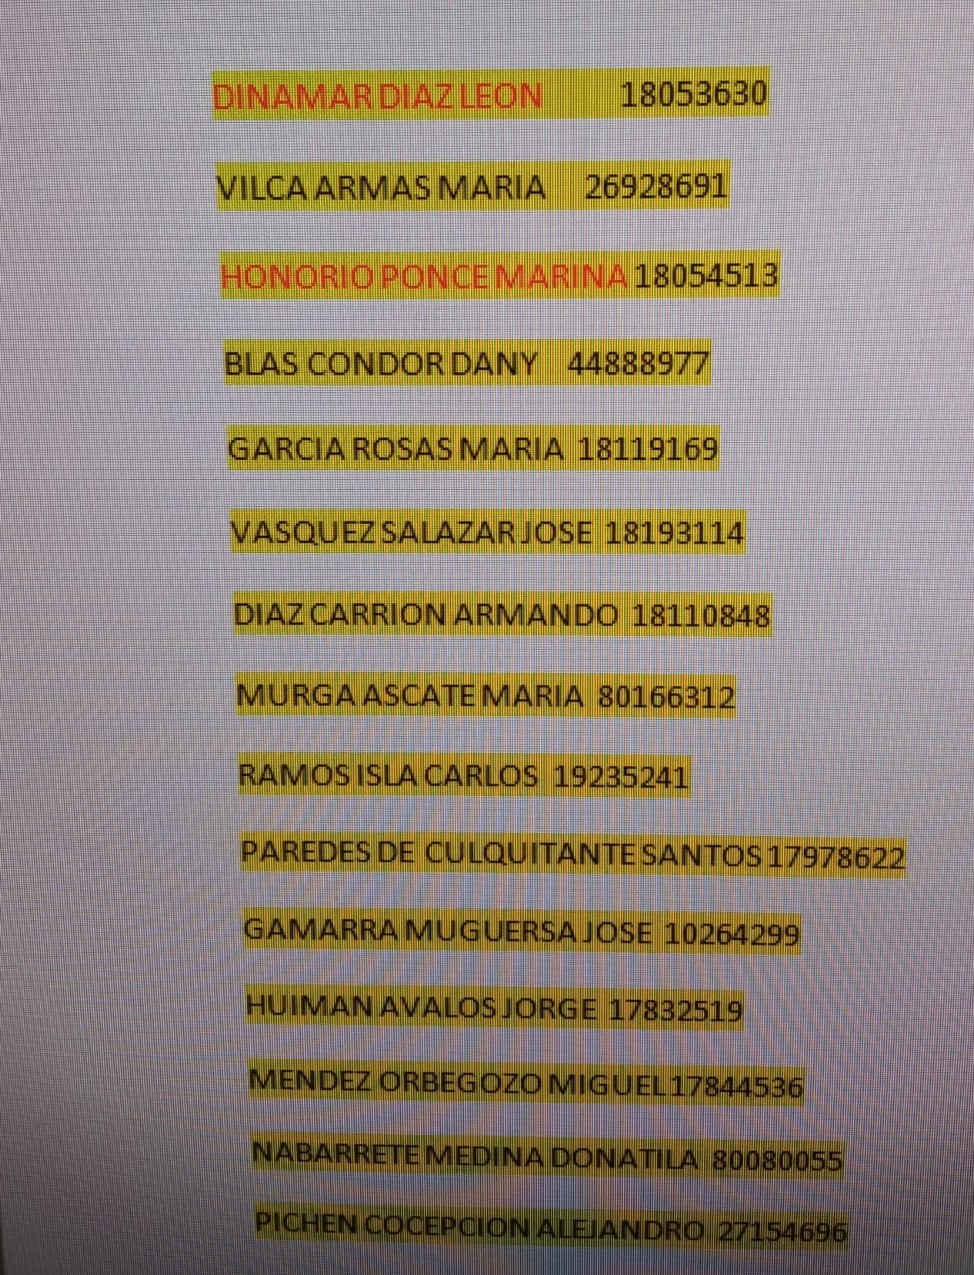 DINAMAR DIAZ LEON 18053630
VILCA ARMAS MARIA 26928691
HONORIO PONCE MARINA 18054513
BLAS CONDOR DANY 44888977
GARCIA ROSAS MARIA 18119169
VASQUEZ SALAZAR JOSE 18193114
DIAZ CARRION ARMANDO 18110848
MURGA ASCATE MARIA 80166312
RAMOS ISLA CARLOS 19235241
PAREDES DE CULQUITANTE SANTOS 17978622
GAMARRA MUGUERSA JOSE 10264299
HUIMAN AVALOS JORGE 17832519
MENDEZ ORBEGOZO MIGUEL 17844536
NABARRETE MEDINA DONATILA 80080055
PICHEN COCEPCION ALEJANDRO 27154696